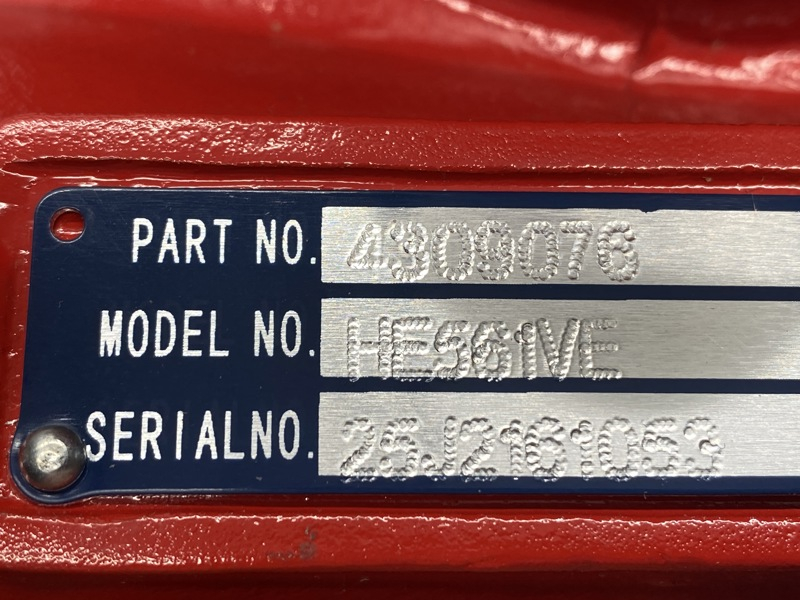 PART NO. 4309076
MODEL NO. HE561VE
SERIALNO. 25J2161053